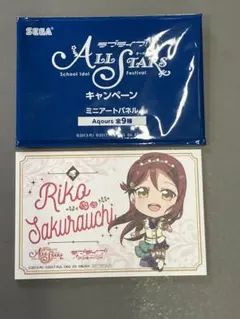 SEGA
ラブライブ!
ALL STARS
School idol Festival
キャンペーン
ミニアートパネル
Aqours 全9種
Riko
Sakurauchi